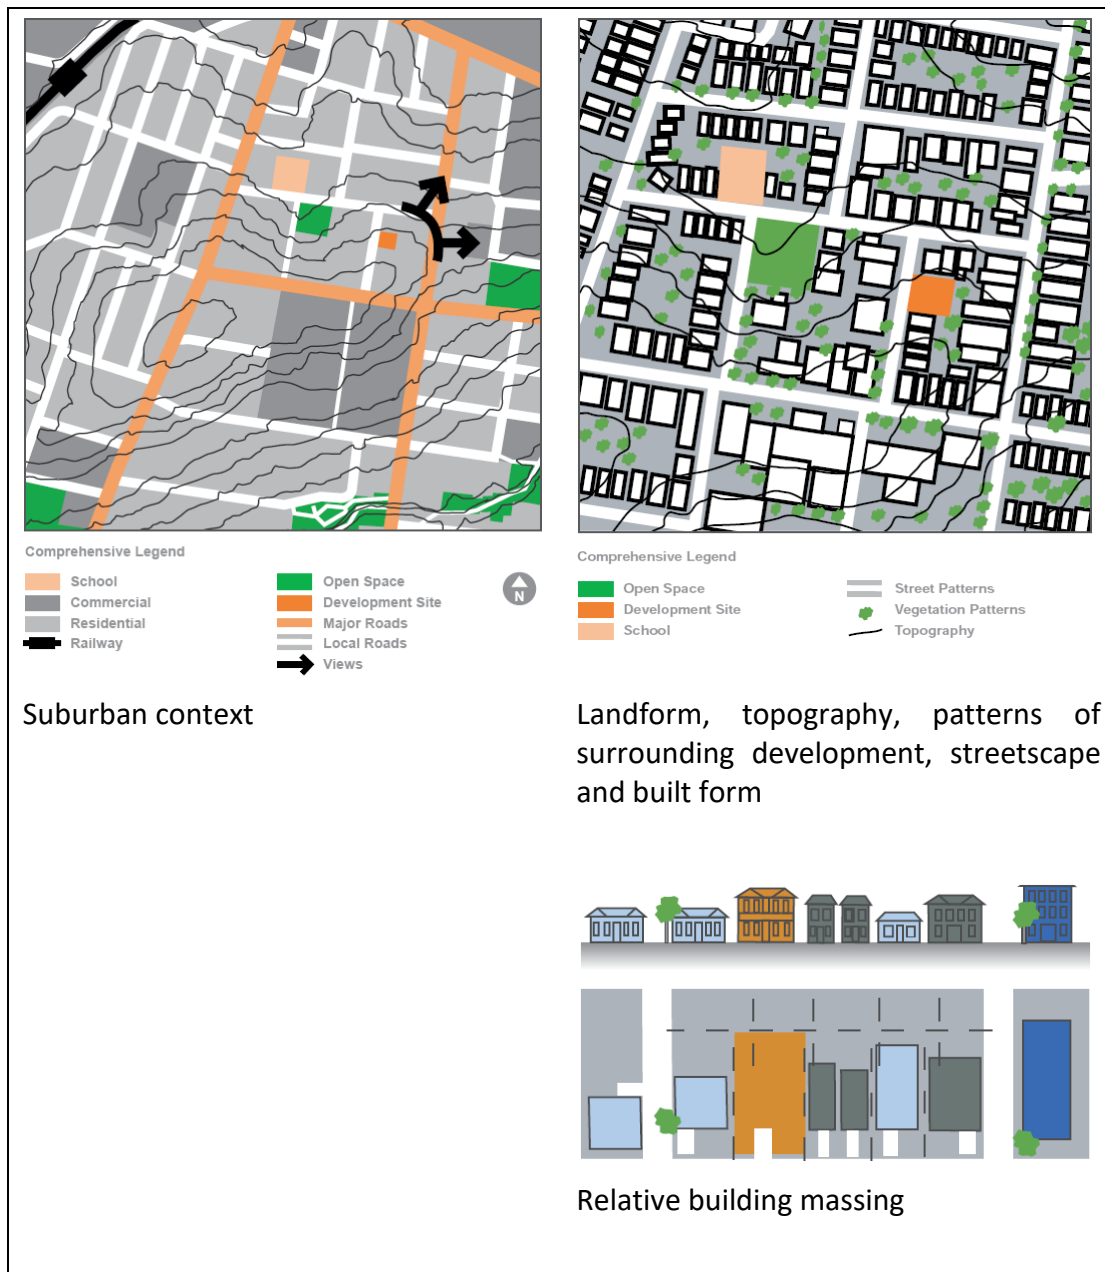 Comprehensive Legend
School
Commercial
Residential
Railway
Open Space
Development Site
Major Roads
Local Roads
Views
N
Suburban context
Comprehensive Legend
Open Space
Development Site
School
Street Patterns
Vegetation Patterns
Topography
Landform, topography, patterns of
surrounding development, streetscape
and built form
Relative building massing